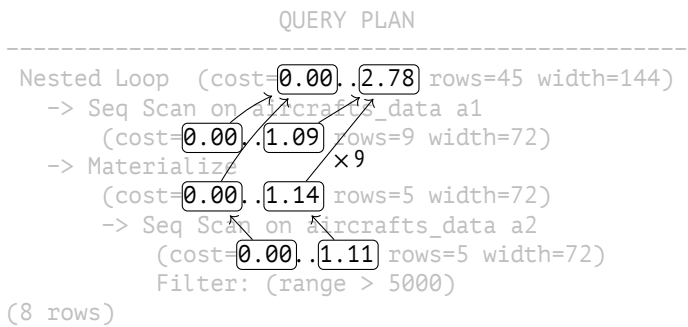 QUERY PLAN
--------------------------------------------------
Nested Loop (cost=0.00..2.78 rows=45 width=144)
-> Seq Scan on aircrafts_data a1
(cost=0.00..1.09 rows=9 width=72)
-> Materialize
×9
(cost=0.00..1.14 rows=5 width=72)
-> Seq Scan on aircrafts_data a2
(cost=0.00..1.11 rows=5 width=72)
Filter: (range > 5000)
(8 rows)